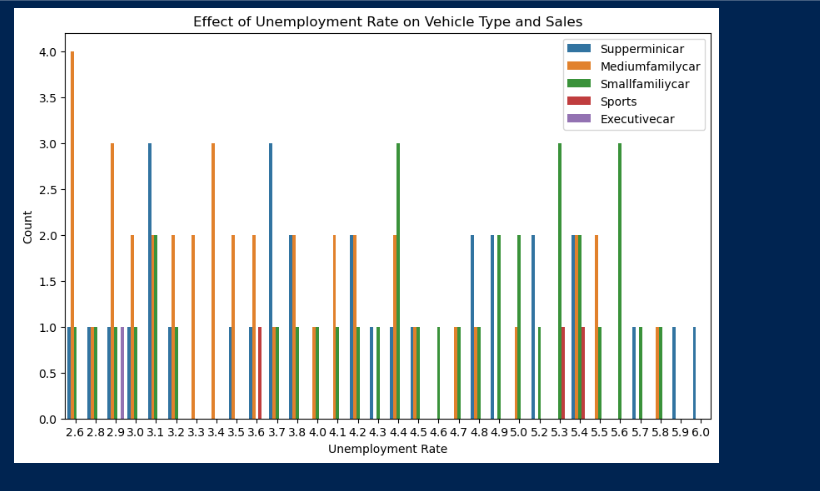 Effect of Unemployment Rate on Vehicle Type and Sales
Supperminicar
Mediumfamilycar
Smallfamiliycar
Sports
Executivecar
4.0
3.5
3.0
2.5
2.0
1.5
1.0
0.5
0.0
Count
2.6 2.8 2.9 3.0 3.1 3.2 3.3 3.4 3.5 3.6 3.7 3.8 4.0 4.1 4.2 4.3 4.4 4.5 4.6 4.7 4.8 4.9 5.0 5.2 5.3 5.4 5.5 5.6 5.7 5.8 5.9 6.0
Unemployment Rate